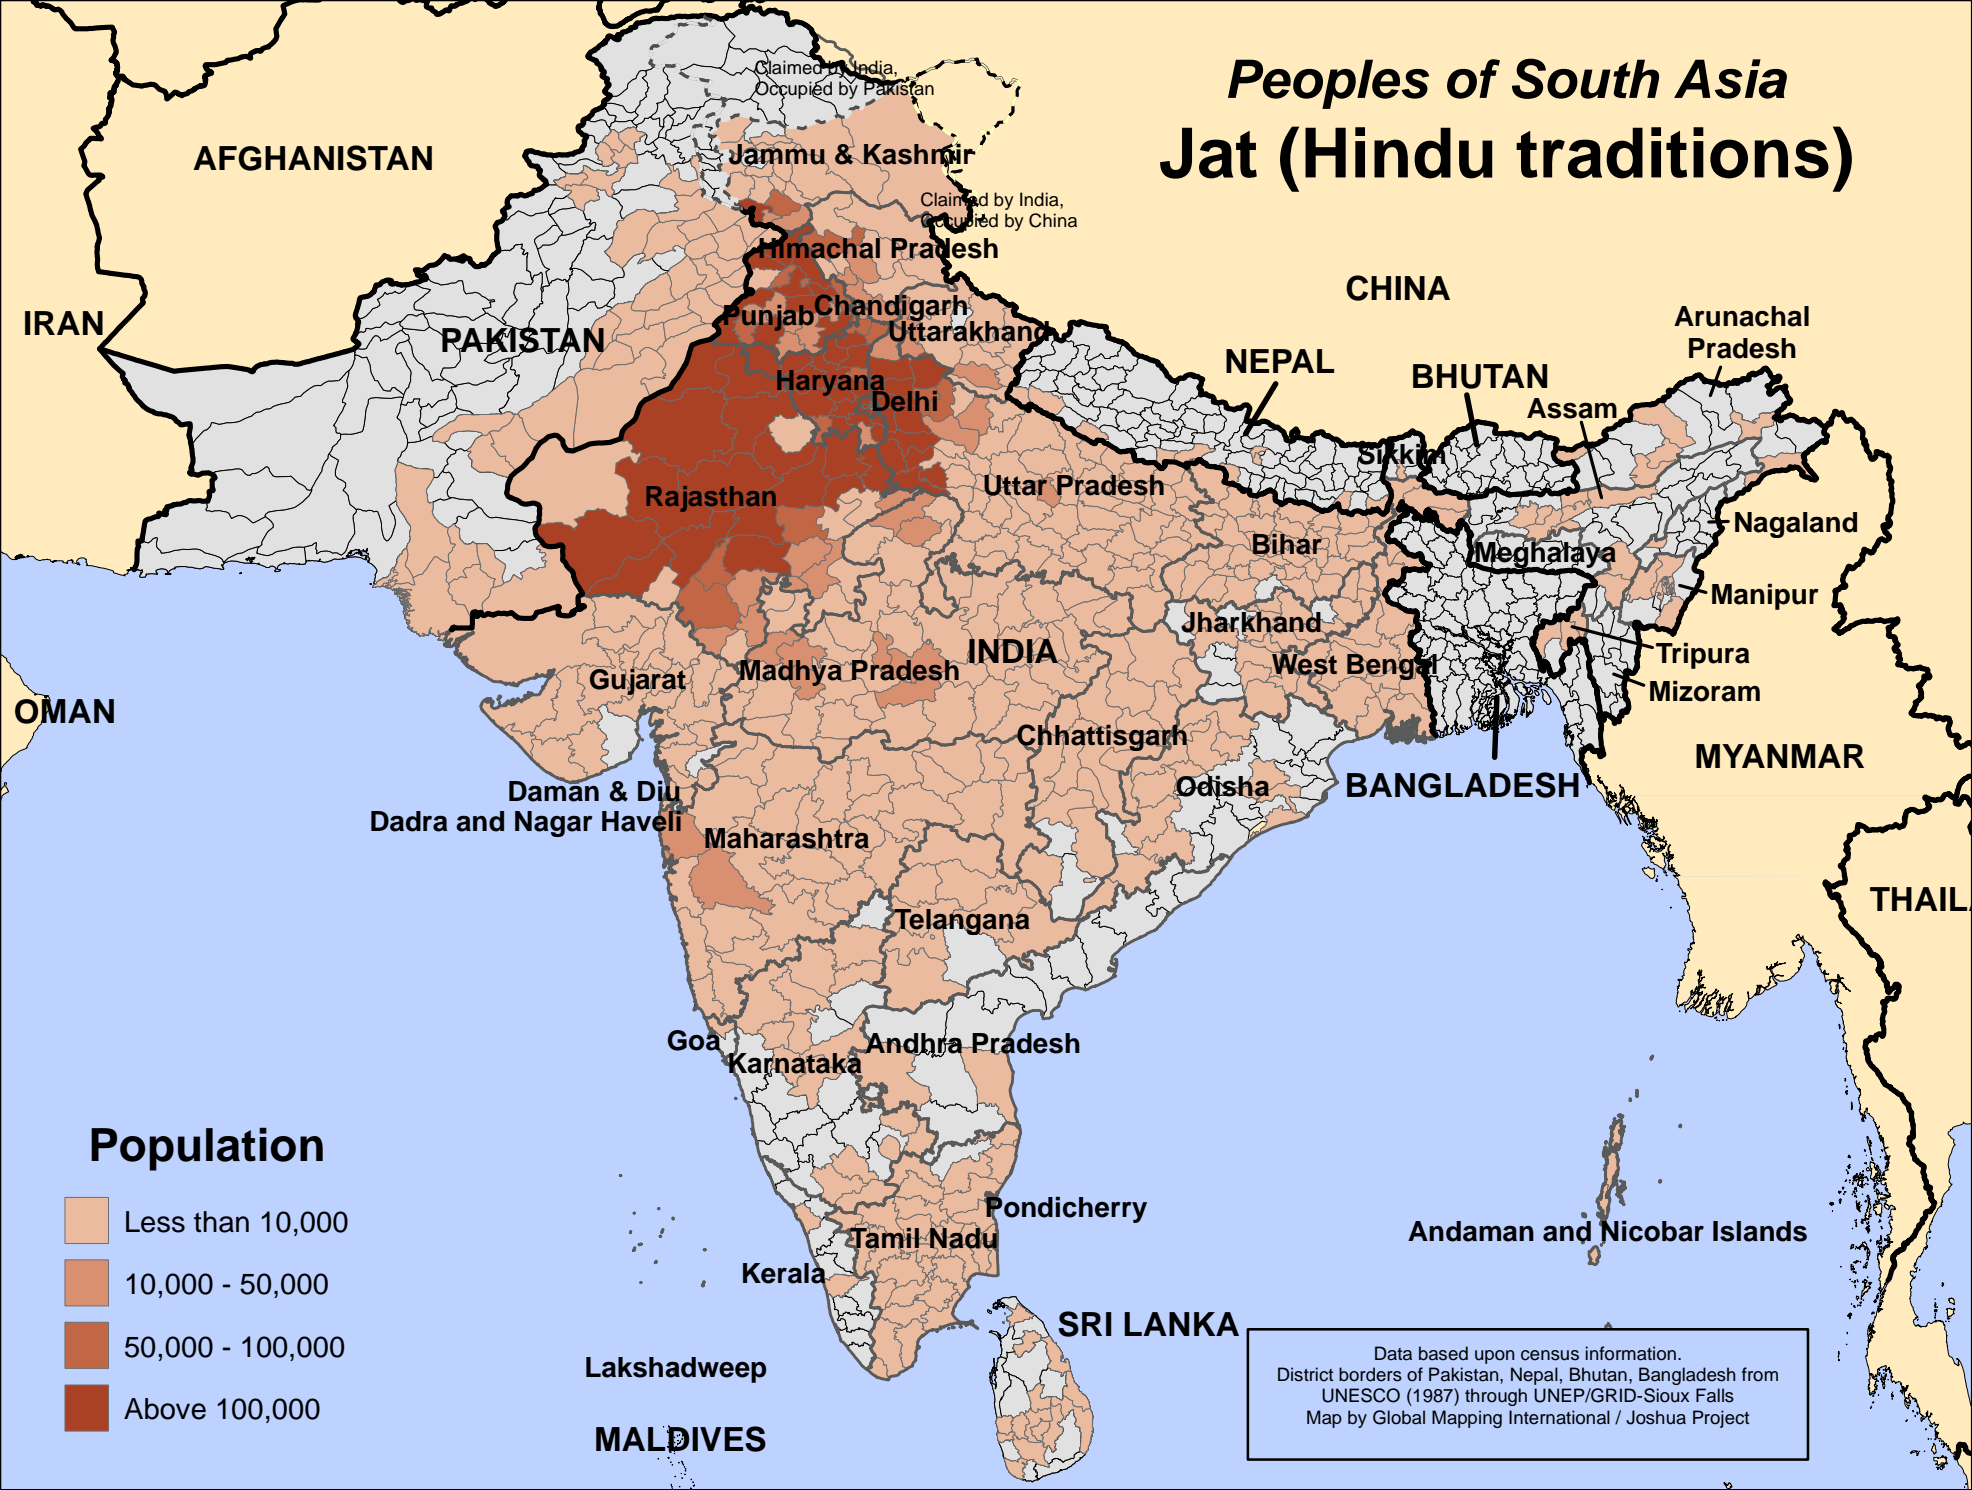 Peoples of South Asia
Jat (Hindu traditions)
Claimed by India,
Occupied by Pakistan
AFGHANISTAN
Jammu & Kashmir
Claimed by India,
Occupied by China
Himachal Pradesh
CHINA
IRAN
PAKISTAN
Punjab
Chandigarh
Uttarakhand
Arunachal
Pradesh
NEPAL
BHUTAN
Haryana
Delhi
Assam
Sikkim
Rajasthan
Uttar Pradesh
Nagaland
Bihar
Meghalaya
Manipur
Jharkhand
INDIA
Tripura
Gujarat
Madhya Pradesh
West Bengal
Mizoram
OMAN
Chhattisgarh
MYANMAR
Odisha
BANGLADESH
Daman & Diu
Dadra and Nagar Haveli
Maharashtra
THAIL
Telangana
Goa
Karnataka
Andhra Pradesh
Pondicherry
Andaman and Nicobar Islands
Tamil Nadu
Kerala
SRI LANKA
Lakshadweep
MALDIVES
Population
Less than 10,000
10,000 - 50,000
50,000 - 100,000
Above 100,000
Data based upon census information.
District borders of Pakistan, Nepal, Bhutan, Bangladesh from
UNESCO (1987) through UNEP/GRID-Sioux Falls
Map by Global Mapping International / Joshua Project